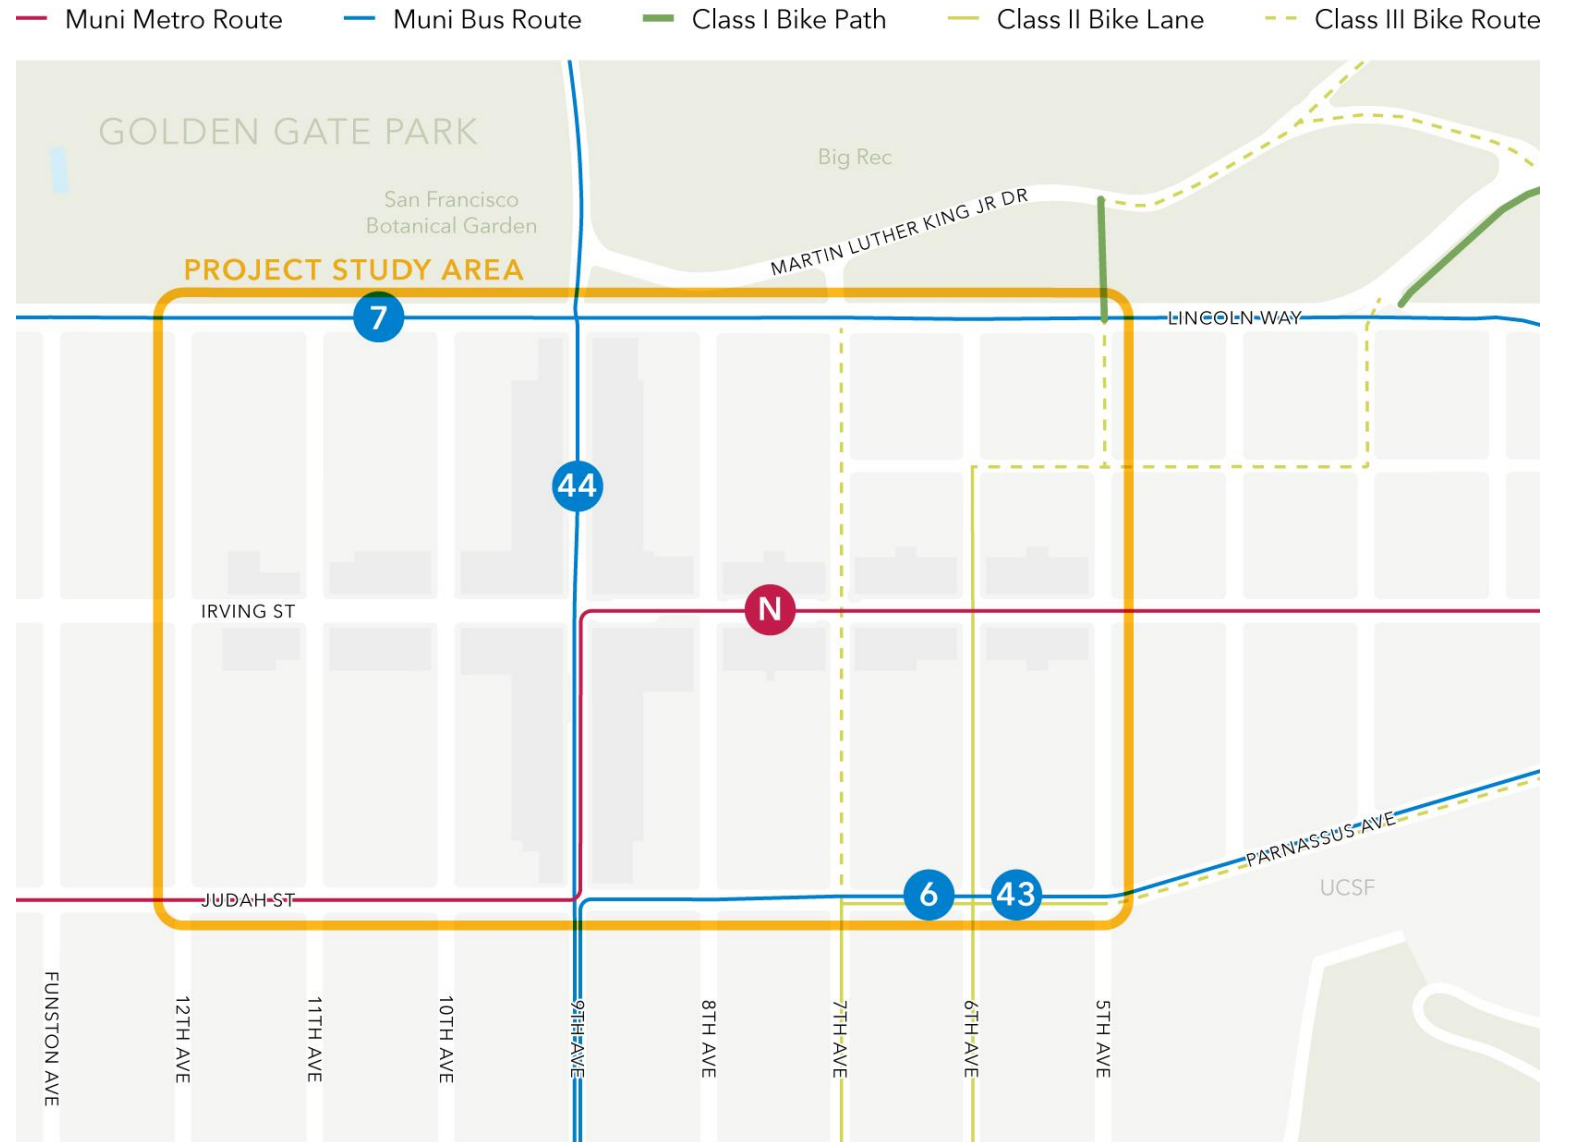 Muni Metro Route
Muni Bus Route
Class I Bike Path
Class II Bike Lane
Class III Bike Route
GOLDEN GATE PARK
Big Rec
San Francisco
Botanical Garden
MARTIN LUTHER KING JR DR
PROJECT STUDY AREA
7
LINCOLN WAY
44
IRVING ST
N
PARNASSUS AVE
UCSF
6
43
JUDAH ST
FUNSTON AVE
12TH AVE
11TH AVE
10TH AVE
9TH AVE
8TH AVE
7TH AVE
6TH AVE
5TH AVE